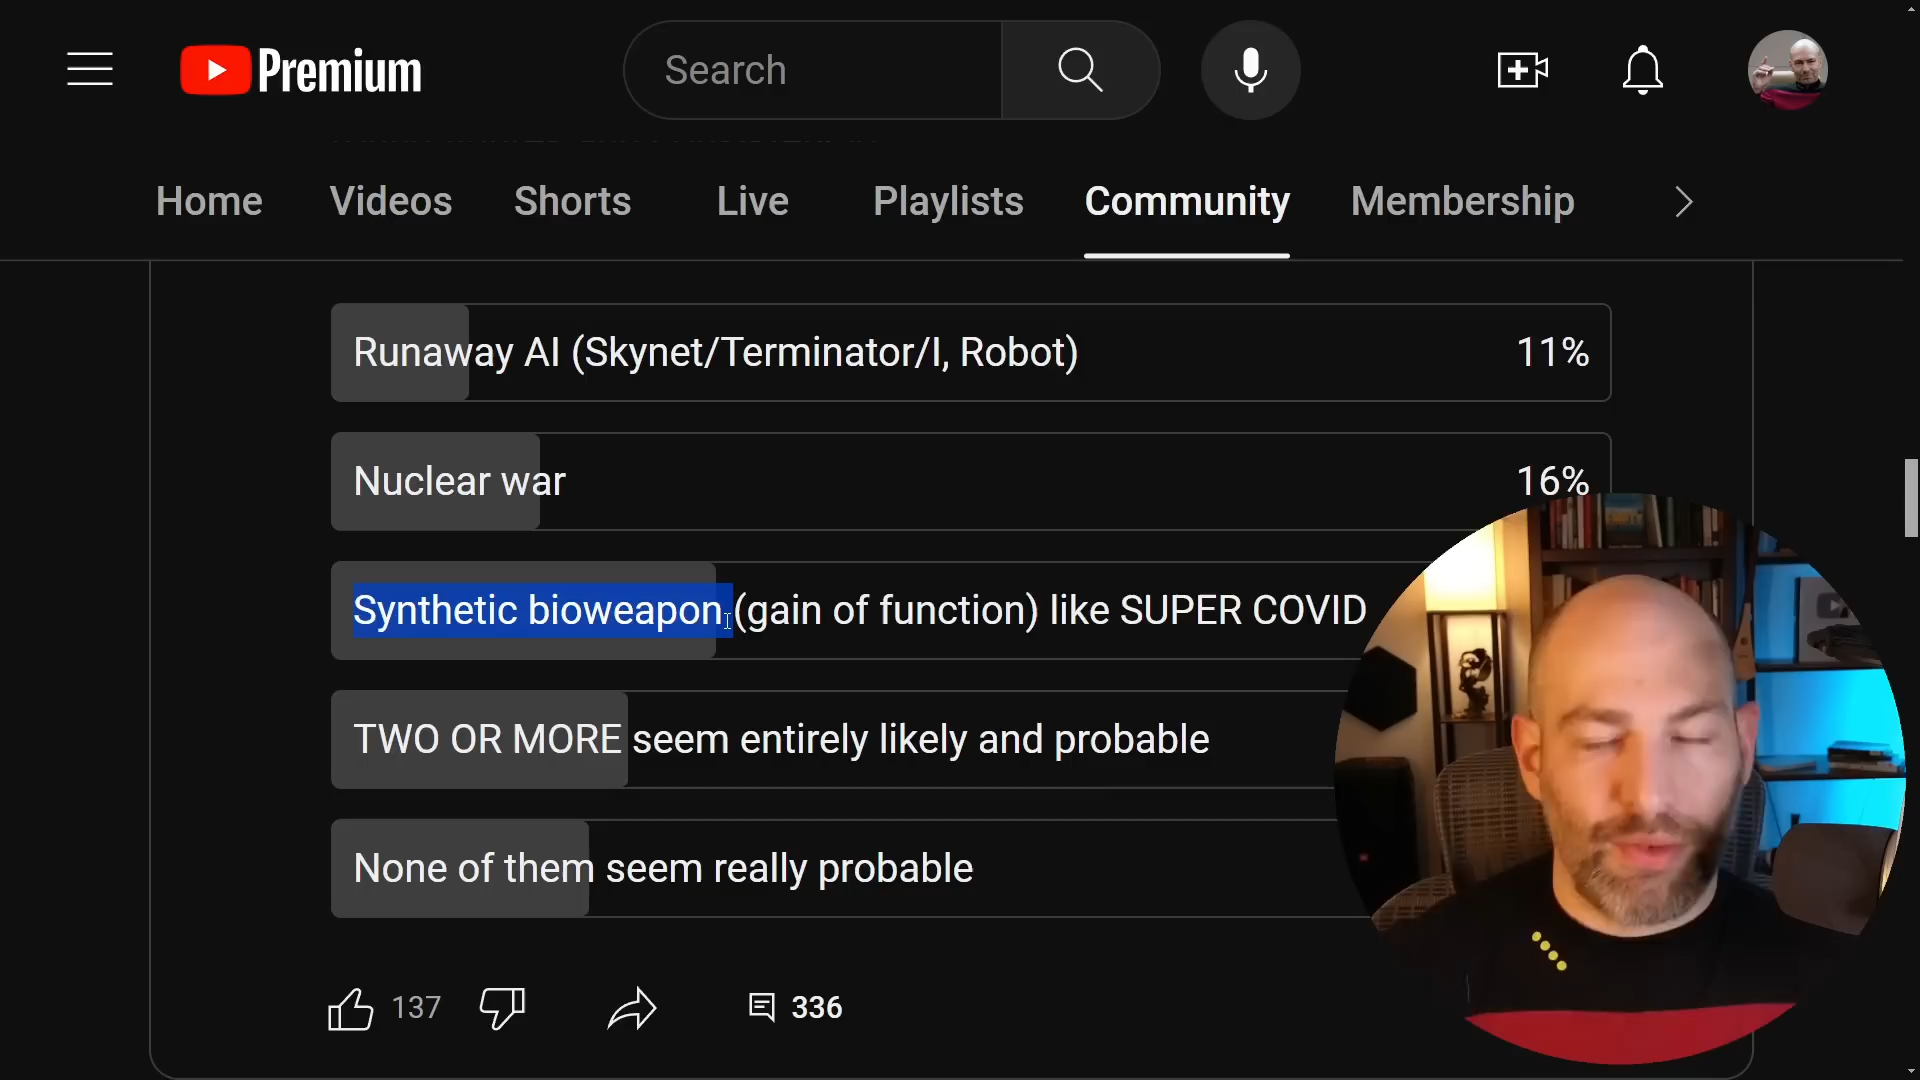 Premium
Search
Home Videos Shorts Live Playlists Community Membership
Runaway AI (Skynet/Terminator/I, Robot) 11%
Nuclear war 16%
Synthetic bioweapon (gain of function) like SUPER COVID
TWO OR MORE seem entirely likely and probable
None of them seem really probable
137 336